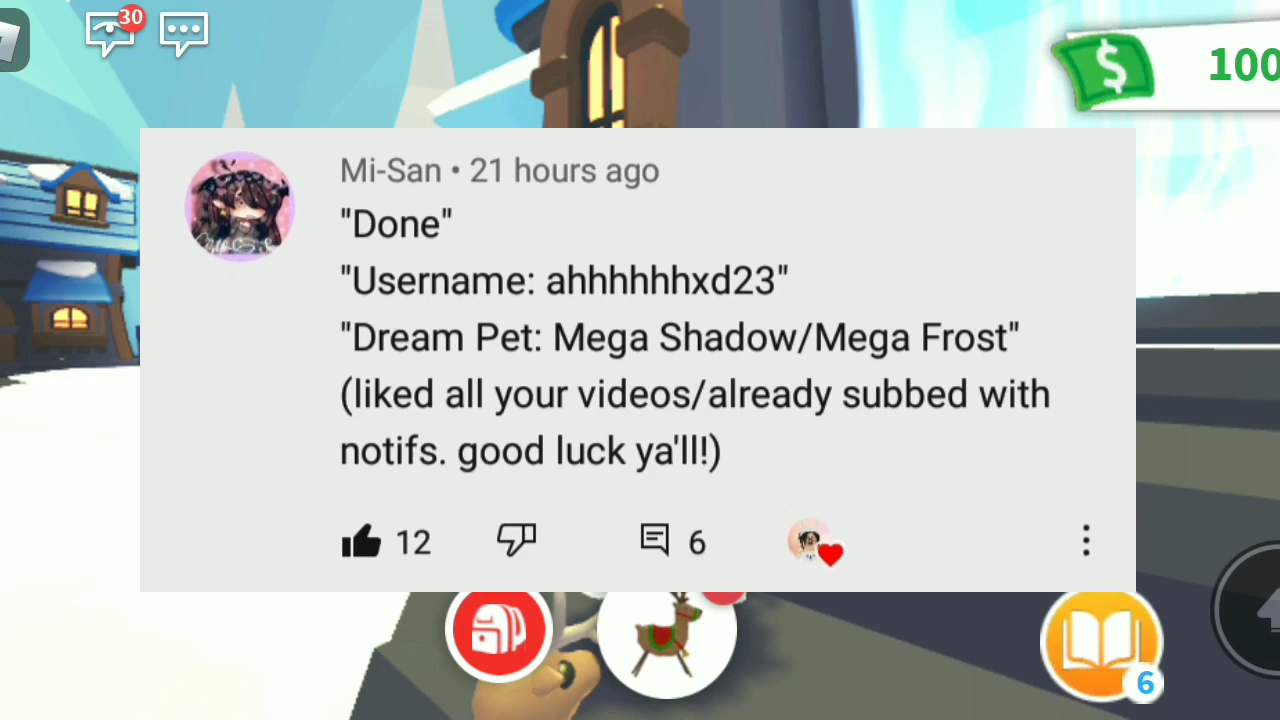 30
100
Mi-San • 21 hours ago
"Done"
"Username: ahhhhhhxd23"
"Dream Pet: Mega Shadow/Mega Frost"
(liked all your videos/already subbed with
notifs. good luck ya'll!)
12 6
6